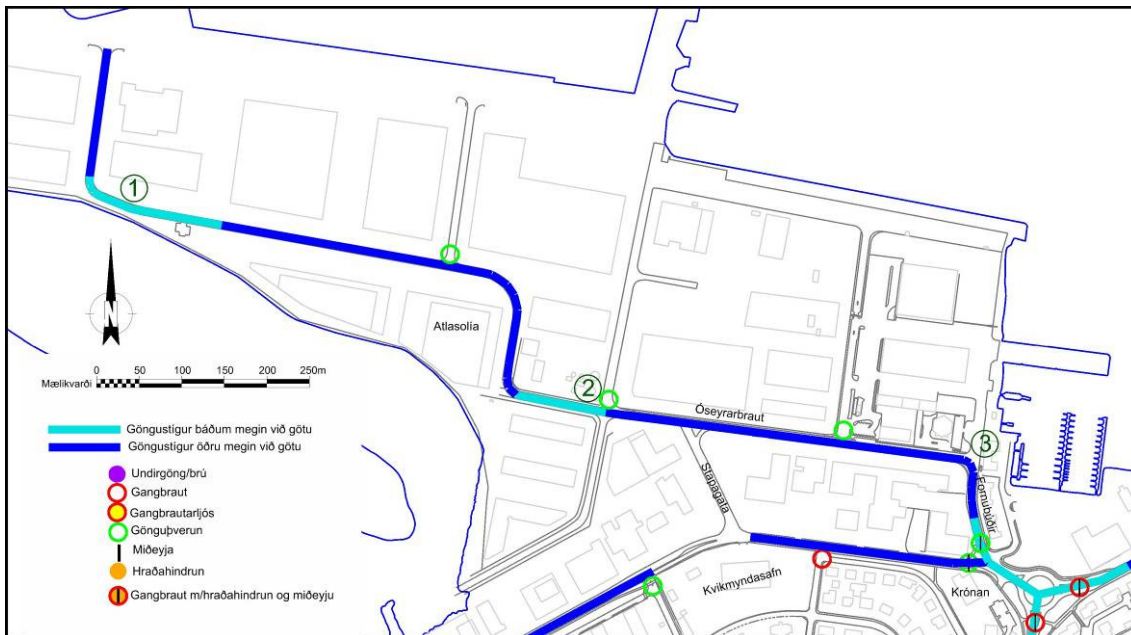 1
N
Mælikvarði
0 50 100 150 200 250m
Atlasolía
2
Óseyrarbraut
3
Stapagata
Fornubúðir
Kvikmyndasafn
Krónan
Göngustígur báðum megin við götu
Göngustígur öðru megin við götu
Undirgöng/brú
Gangbraut
Gangbrautarljós
Gönguþverun
Miðeyja
Hraðahindrun
Gangbraut m/hraðahindrun og miðeyju